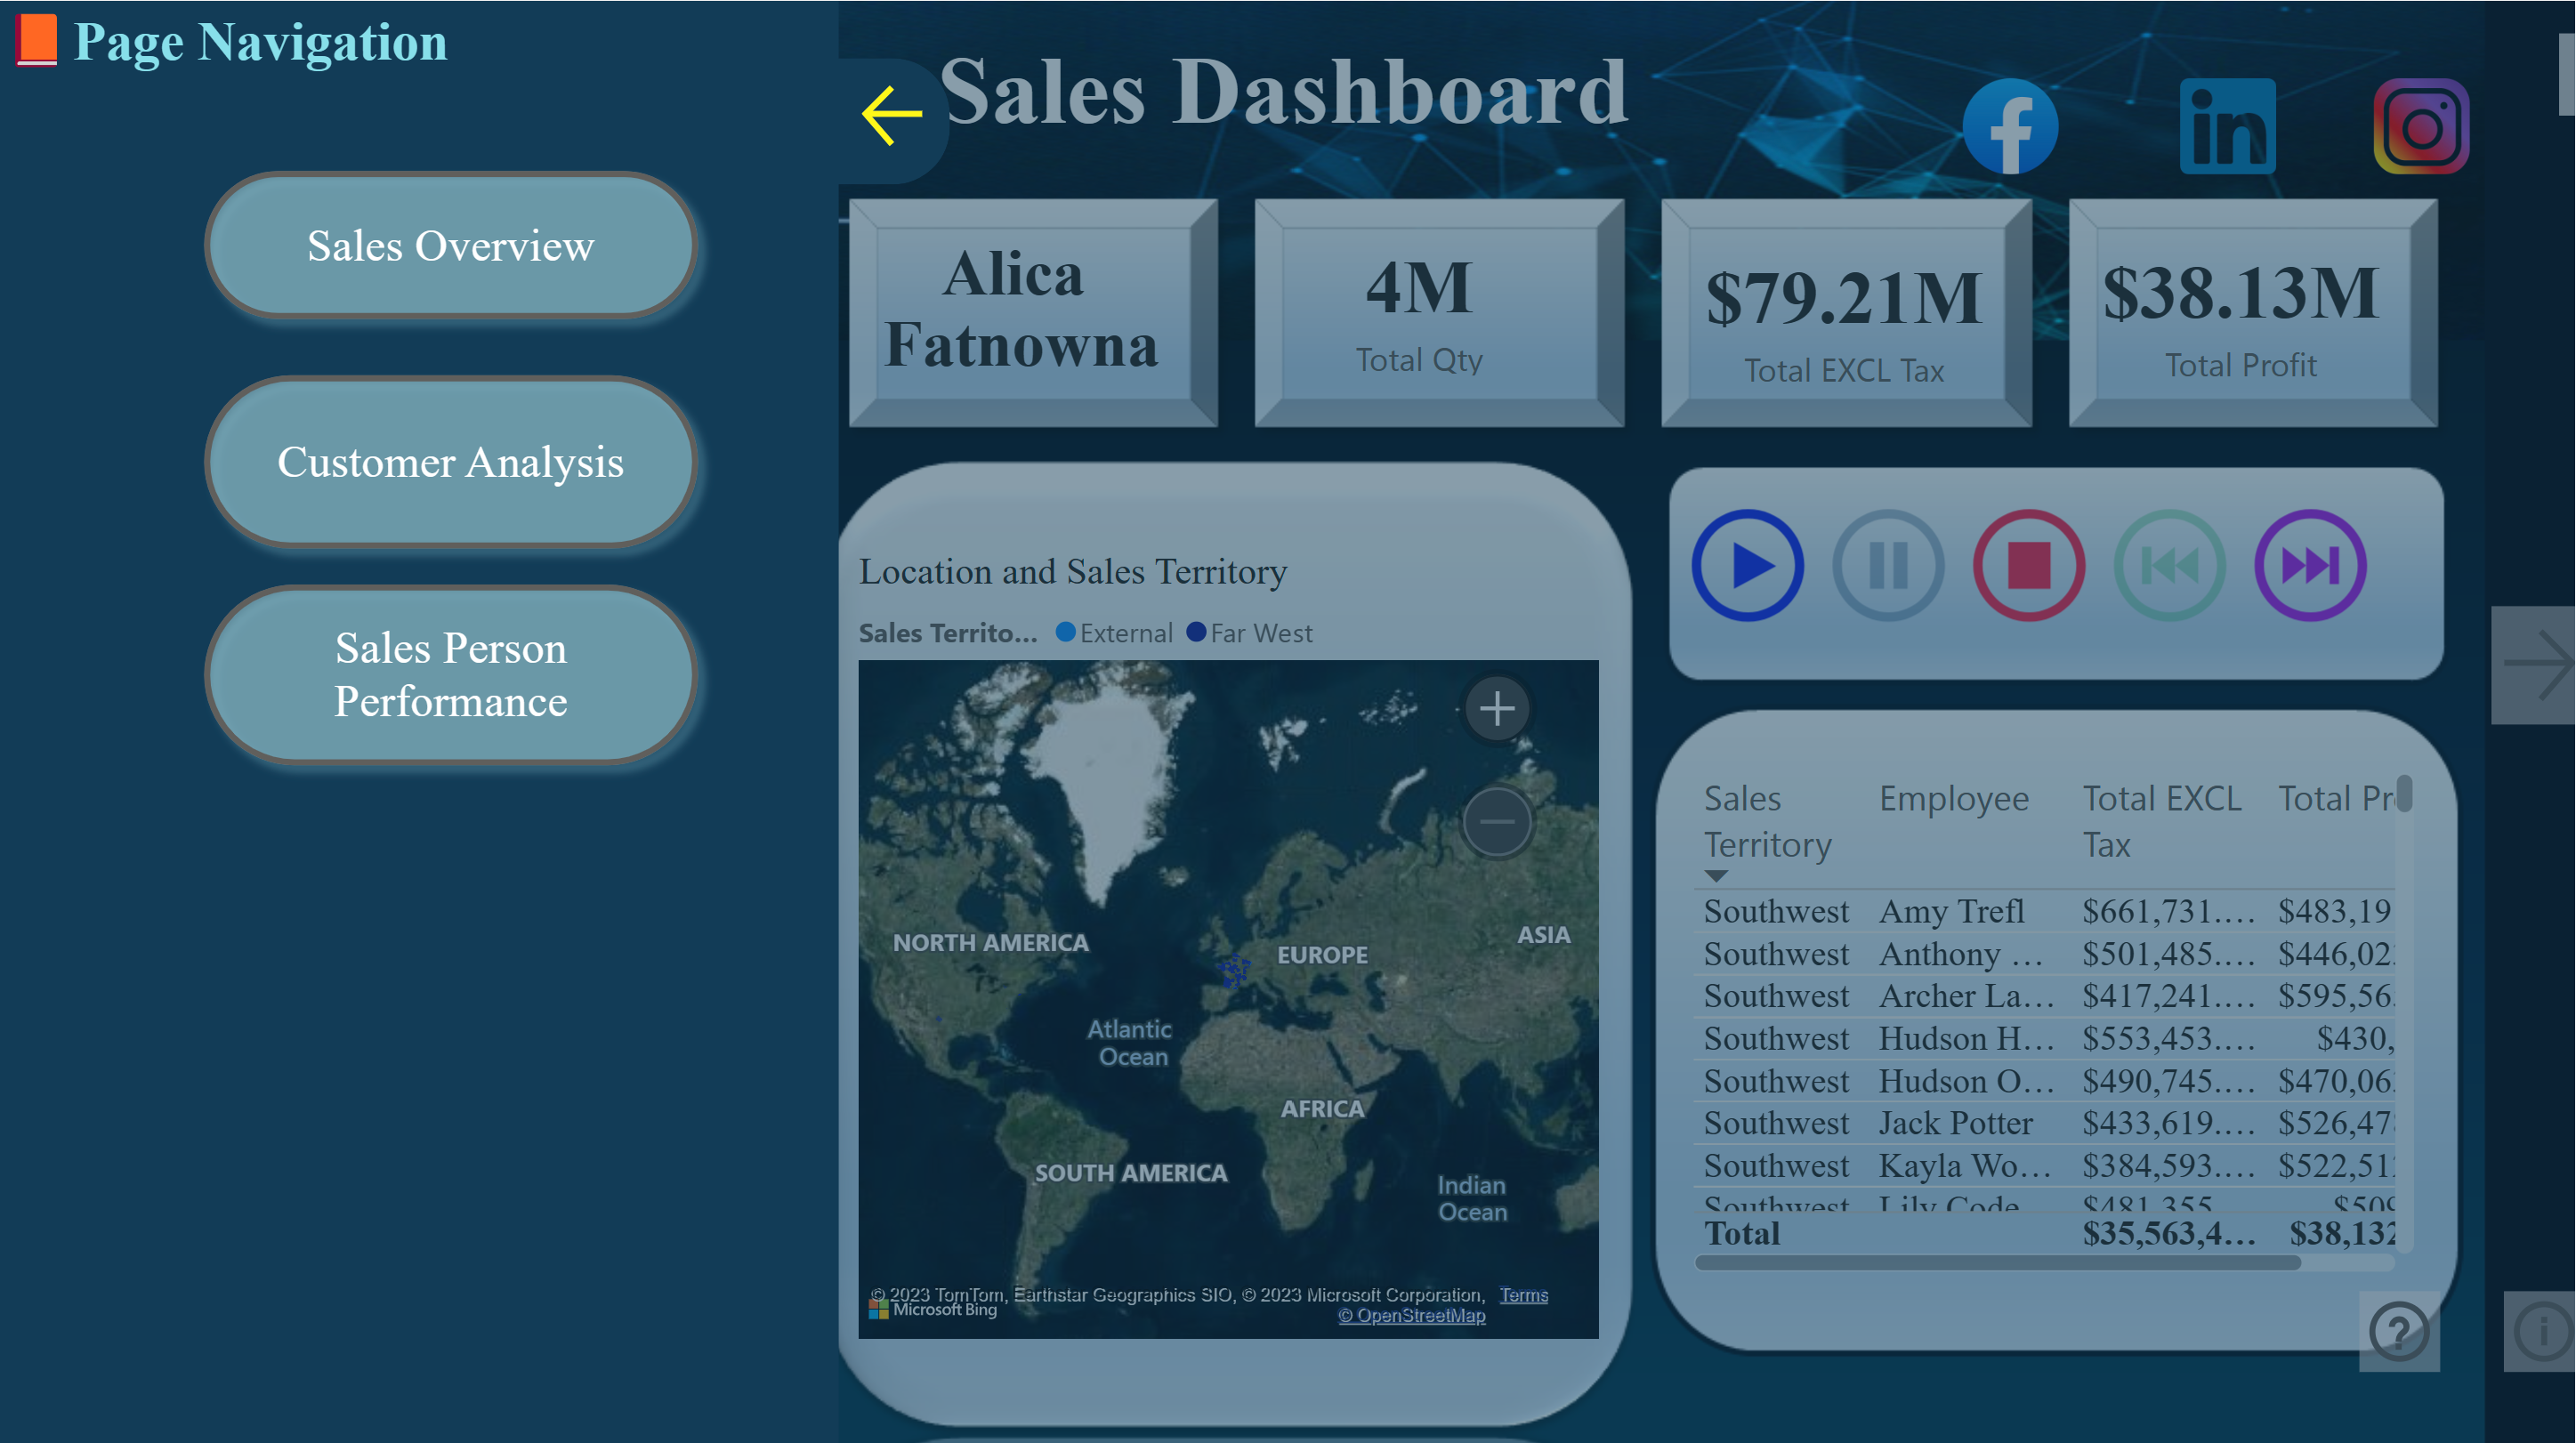 Page Navigation
Sales Overview
Customer Analysis
Sales Person
Performance
Sales Dashboard
Alica
Fatnowna
4M
Total Qty
$79.21M
Total EXCL Tax
$38.13M
Total Profit
Location and Sales Territory
Sales Territo... External Far West
NORTH AMERICA
EUROPE
ASIA
Atlantic
Ocean
AFRICA
SOUTH AMERICA
Indian
Ocean
© 2023 TomTom, Earthstar Geographics SIO, © 2023 Microsoft Corporation, Terms
Microsoft Bing © OpenStreetMap
Sales Employee Total EXCL Total Pr
Territory Tax
Southwest Amy Trefl $661,731.... $483,19
Southwest Anthony ... $501,485.... $446,02
Southwest Archer La... $417,241.... $595,56
Southwest Hudson H... $553,453.... $430,
Southwest Hudson O... $490,745.... $470,06
Southwest Jack Potter $433,619.... $526,47
Southwest Kayla Wo... $384,593.... $522,51
Southwest Lily Code $481,355 $509
Total $35,563,4... $38,132